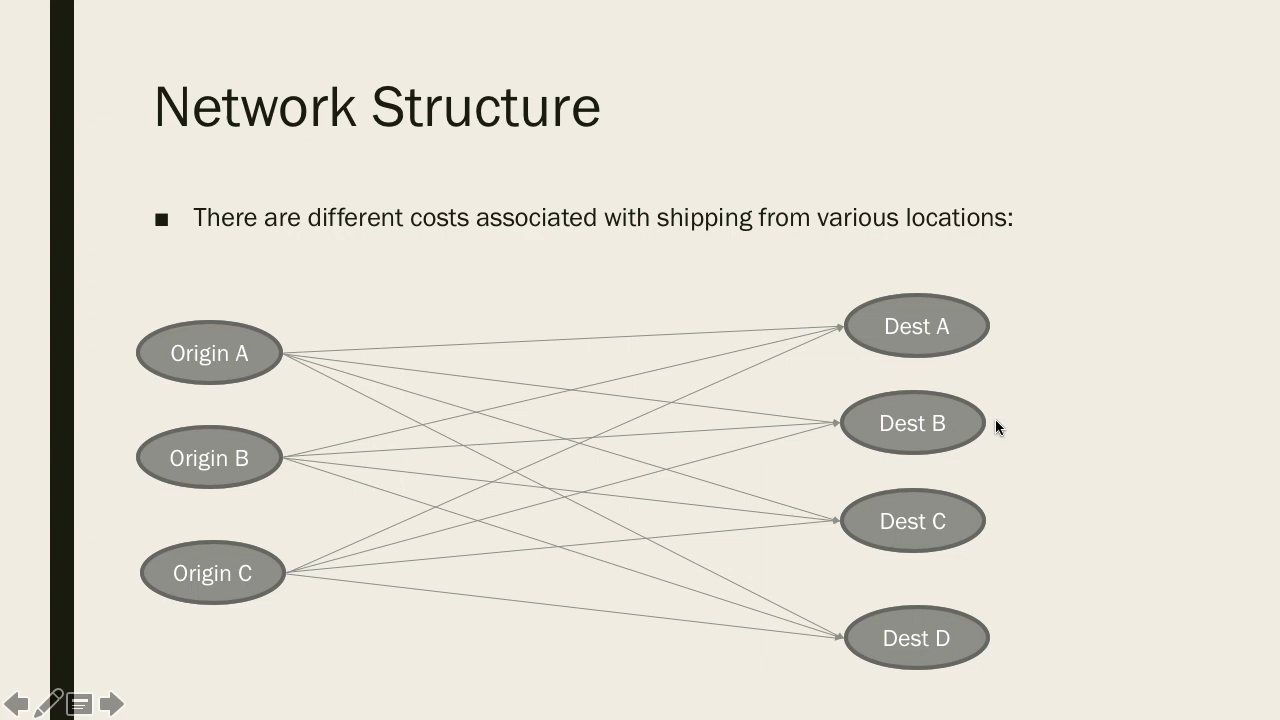 Network Structure
■ There are different costs associated with shipping from various locations:
Origin A
Origin B
Origin C
Dest A
Dest B
Dest C
Dest D